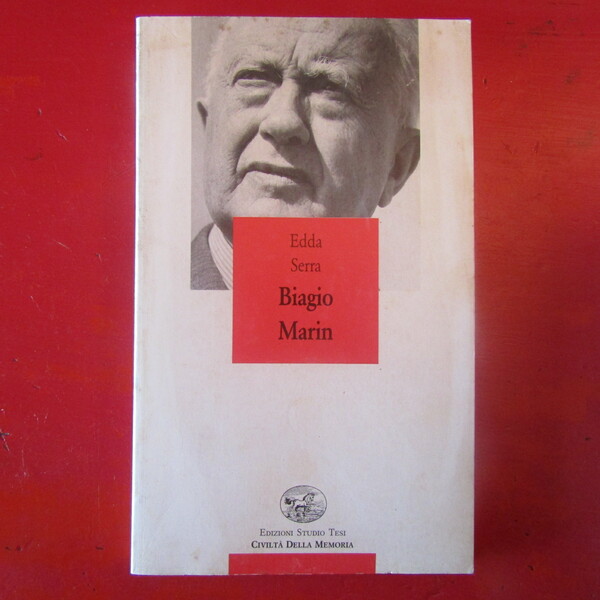 Edda
Serra
Biagio
Marin
EDIZIONI STUDIO TESI
CIVILTÀ DELLA MEMORIA